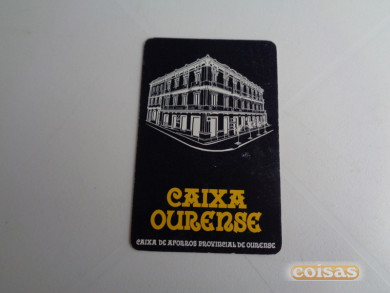 CAIXA
OURENSE
CAIXA DE AFORROS PROVINCIAL DE OURENSE
coisas